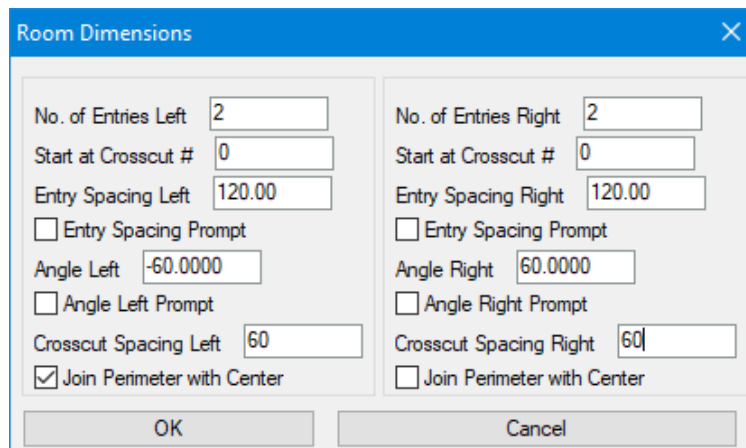 Room Dimensions
No. of Entries Left 2
Start at Crosscut # 0
Entry Spacing Left 120.00
Entry Spacing Prompt
Angle Left -60.0000
Angle Left Prompt
Crosscut Spacing Left 60
Join Perimeter with Center
No. of Entries Right 2
Start at Crosscut # 0
Entry Spacing Right 120.00
Entry Spacing Prompt
Angle Right 60.0000
Angle Right Prompt
Crosscut Spacing Right 60
Join Perimeter with Center
OK
Cancel